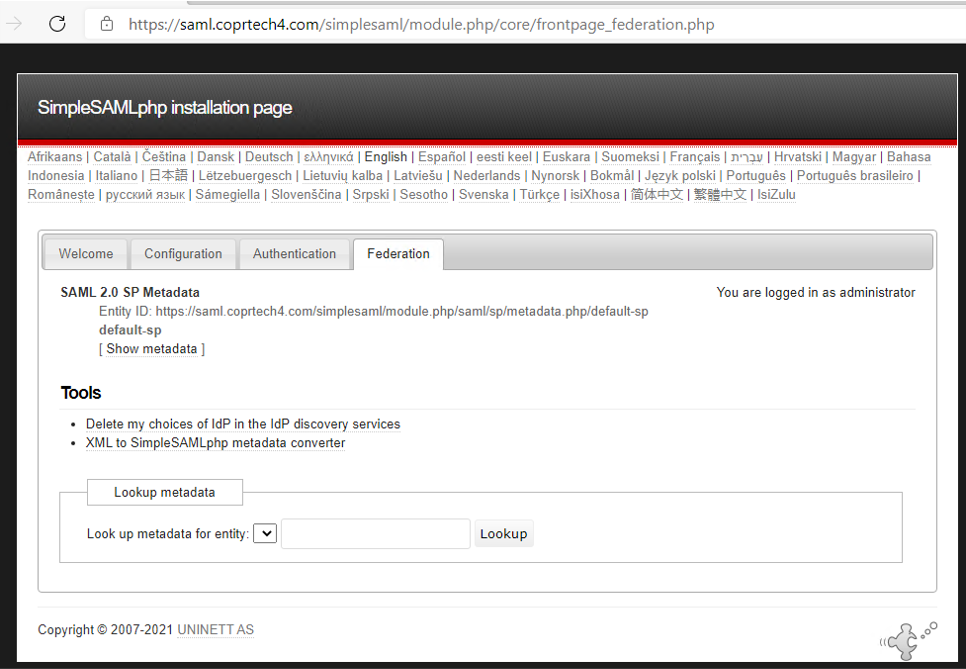 https://saml.coprtech4.com/simplesaml/module.php/core/frontpage_federation.php
SimpleSAMLphp installation page
Afrikaans | Català | Čeština | Dansk | Deutsch | ελληνικά | English | Español | eesti keel | Euskara | Suomeksi | Français | עִבְרִית | Hrvatski | Magyar | Bahasa
Indonesia | Italiano | 日本語 | Lëtzebuergesch | Lietuvių kalba | Latviešu | Nederlands | Nynorsk | Bokmål | Język polski | Português | Português brasileiro |
Românește | русский язык | Sámegiella | Slovenščina | Srpski | Sesotho | Svenska | Türkçe | isiXhosa | 简体中文 | 繁體中文 | IsiZulu
Welcome Configuration Authentication Federation
SAML 2.0 SP Metadata You are logged in as administrator
Entity ID: https://saml.coprtech4.com/simplesaml/module.php/saml/sp/metadata.php/default-sp
default-sp
[ Show metadata ]
Tools
• Delete my choices of IdP in the IdP discovery services
• XML to SimpleSAMLphp metadata converter
Lookup metadata
Look up metadata for entity: Lookup
Copyright © 2007-2021 UNINETT AS